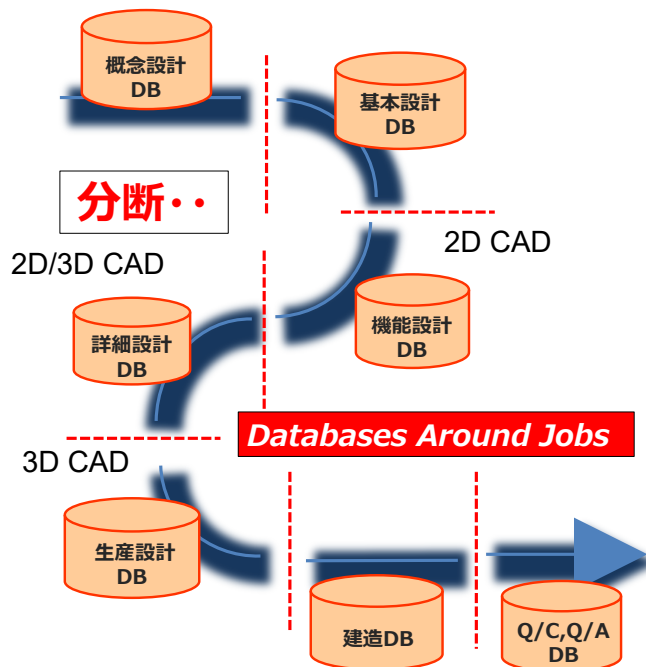 概念設計
DB
基本設計
DB
分断・・
2D CAD
2D/3D CAD
機能設計
DB
詳細設計
DB
Databases Around Jobs
3D CAD
生産設計
DB
建造DB
Q/C,Q/A
DB